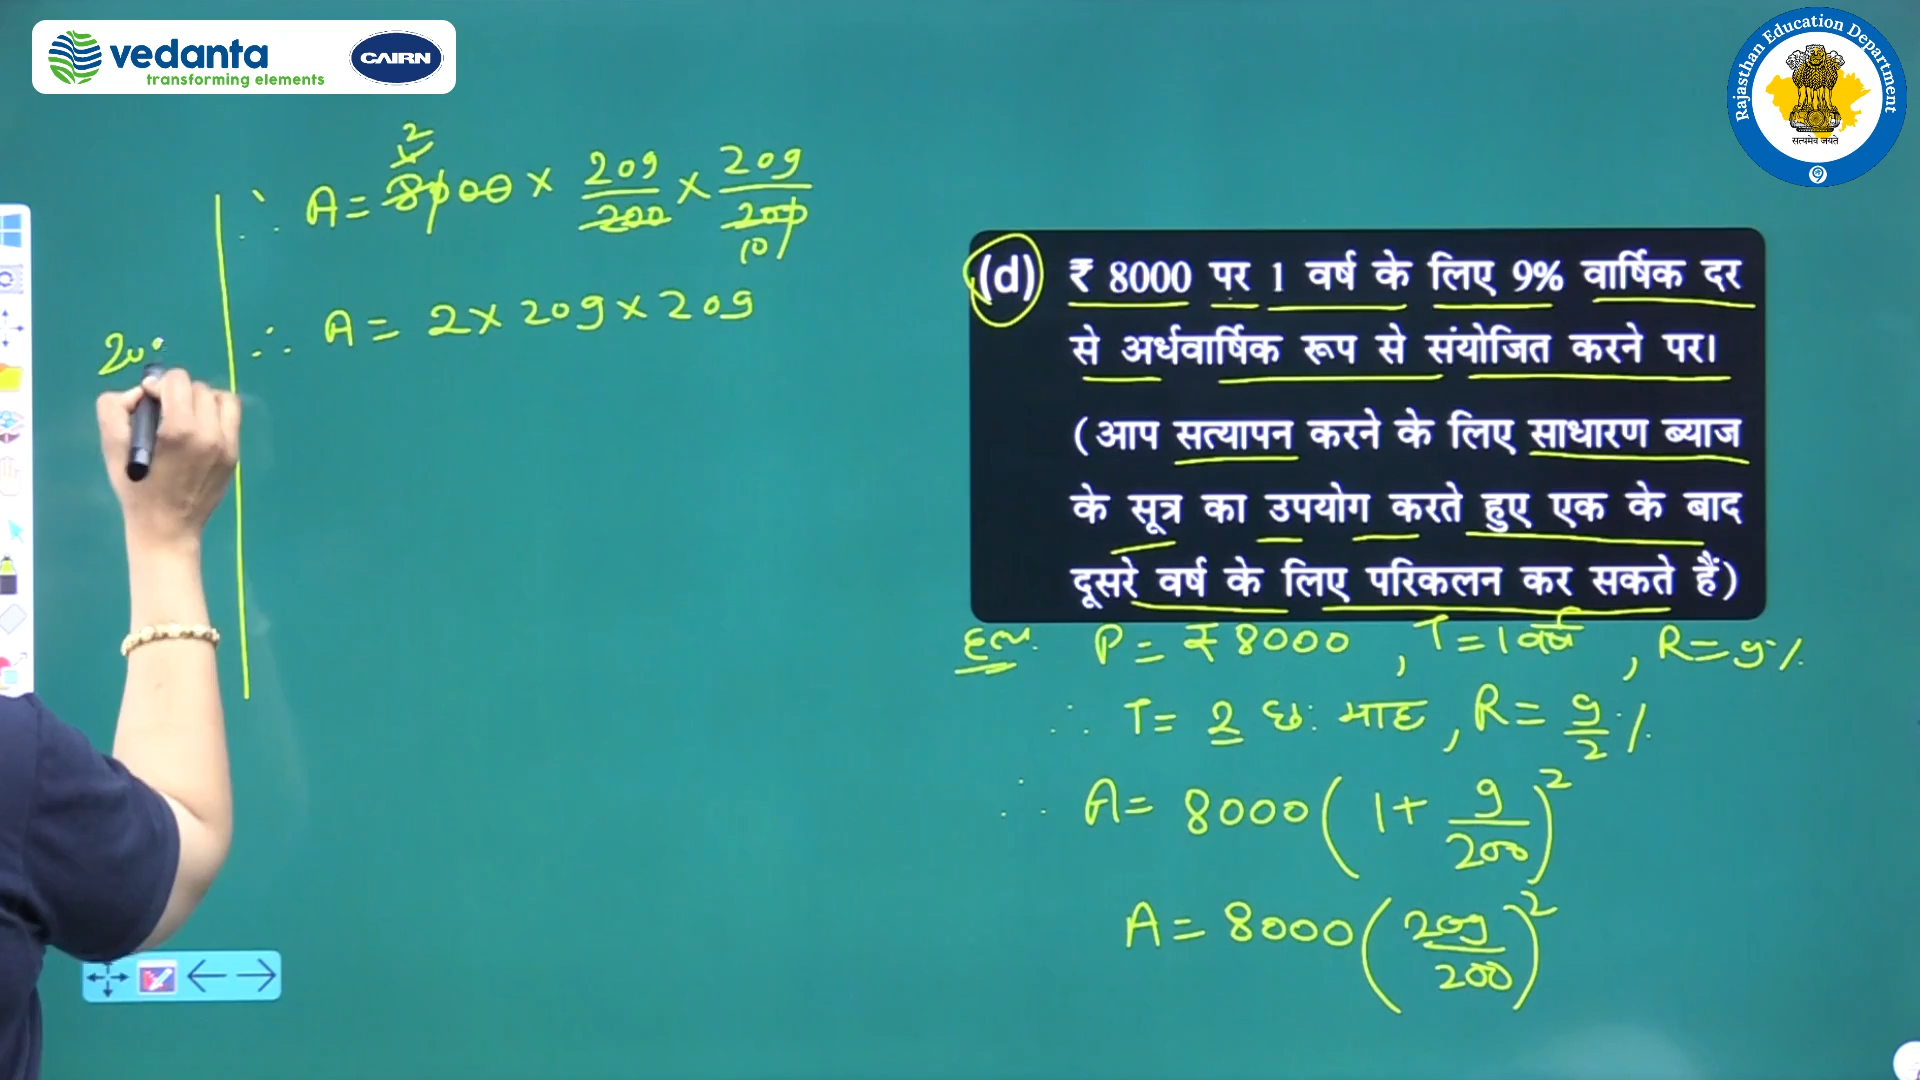 vedanta
transforming elements
CAIRN
Rajasthan Education Department
सत्यमेव जयते
∴ A = 8000 × 209/200 × 209/200
2
10
∴ A = 2 × 209 × 209
(d) ₹ 8000 पर 1 वर्ष के लिए 9% वार्षिक दर
से अर्धवार्षिक रूप से संयोजित करने पर।
(आप सत्यापन करने के लिए साधारण ब्याज
के सूत्र का उपयोग करते हुए एक के बाद
दूसरे वर्ष के लिए परिकलन कर सकते हैं)
हल: P = ₹ 8000 , T = 1 वर्ष , R = 9%
∴ T = 2 छ: माह , R = 9/2 %
∴ A = 8000 ( 1 + 9/200 )²
A = 8000 ( 209/200 )²